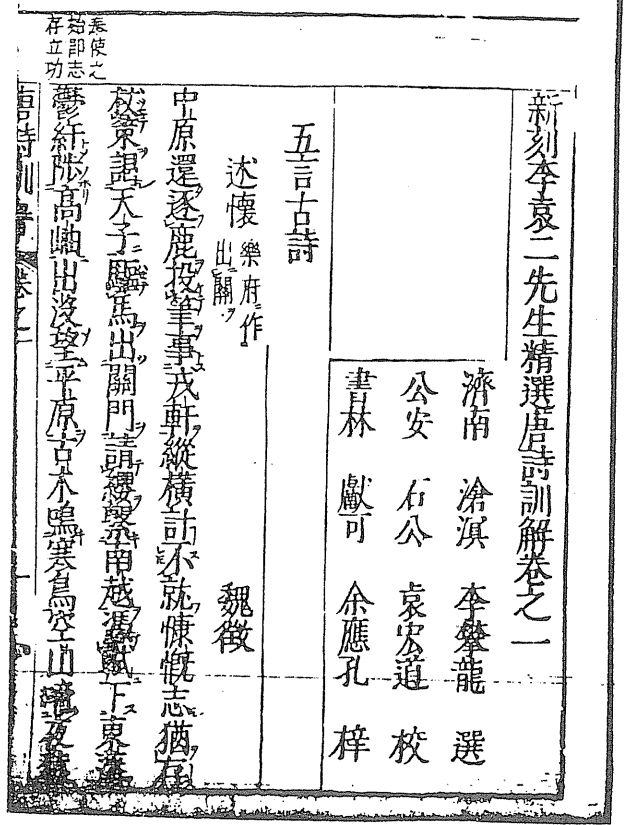 新刻李袁二先生精選唐詩訓解卷之一
濟南 滄溟 李攀龍 選
公安 石公 袁宏道 校
書林 獻可 余應孔 梓
五言古詩
述懷 樂府作出關
魏徵
中原還逐鹿投筆事戎軒縱橫計不就慷慨志猶存
杖策謁天子驅馬出關門請纓繫南越憑軾下東藩
鬱紆陟高岫出沒望平原古木鳴寒鳥空山啼夜猿
奉使之
始即志
存立功
唐詩訓解 卷之一